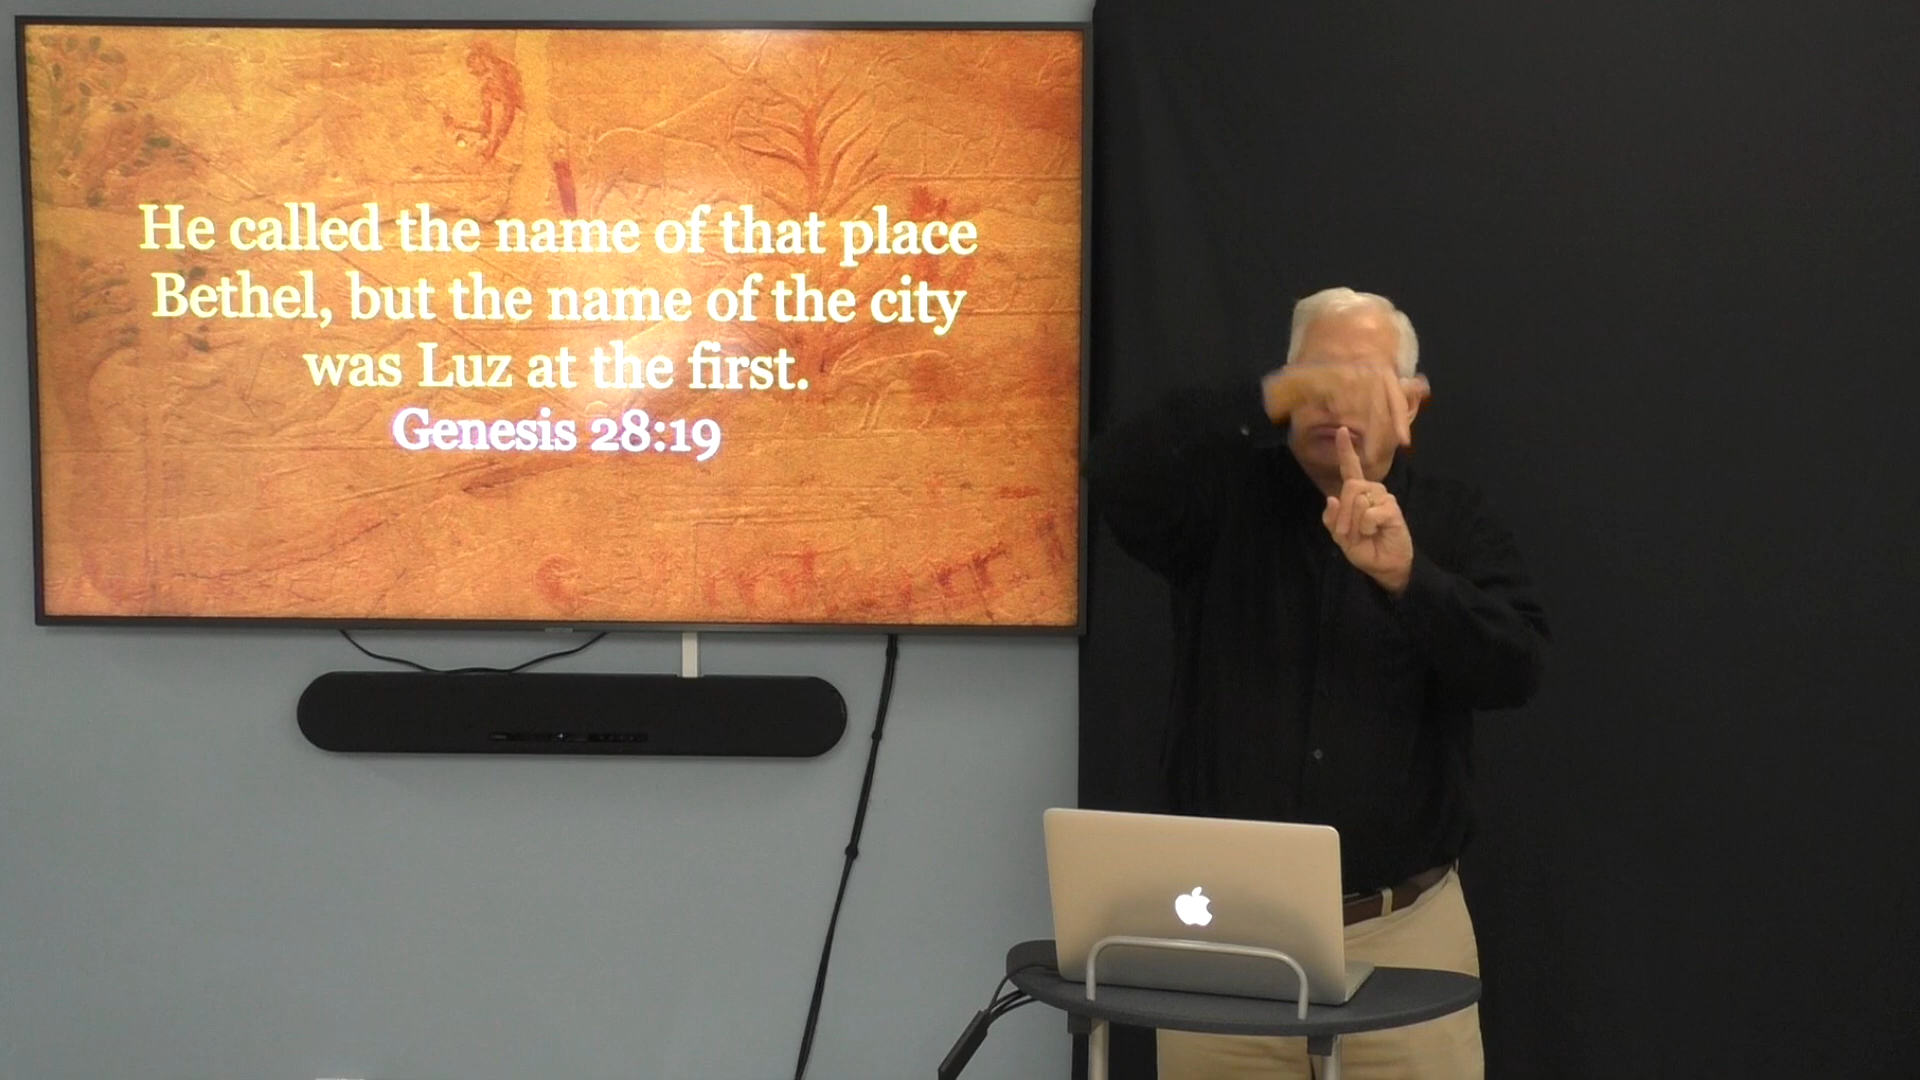 He called the name of that place
Bethel, but the name of the city
was Luz at the first.
Genesis 28:19